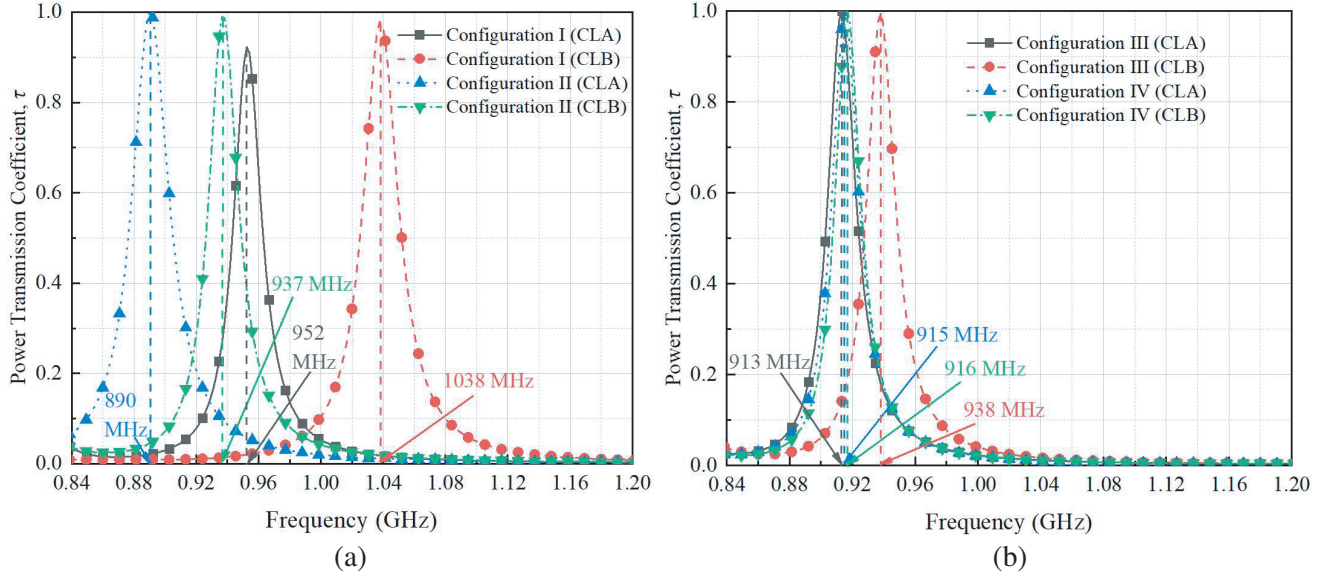 Configuration I (CLA)
Configuration I (CLB)
Configuration II (CLA)
Configuration II (CLB)
Power Transmission Coefficient, τ
1.0
0.8
0.6
0.4
0.2
0.0
937 MHz
952
MHz
1038 MHz
890
MHz
0.84 0.88 0.92 0.96 1.00 1.04 1.08 1.12 1.16 1.20
Frequency (GHz)
(a)
Configuration III (CLA)
Configuration III (CLB)
Configuration IV (CLA)
Configuration IV (CLB)
Power Transmission Coefficient, τ
1.0
0.8
0.6
0.4
0.2
0.0
915 MHz
913 MHz
916 MHz
938 MHz
0.84 0.88 0.92 0.96 1.00 1.04 1.08 1.12 1.16 1.20
Frequency (GHz)
(b)